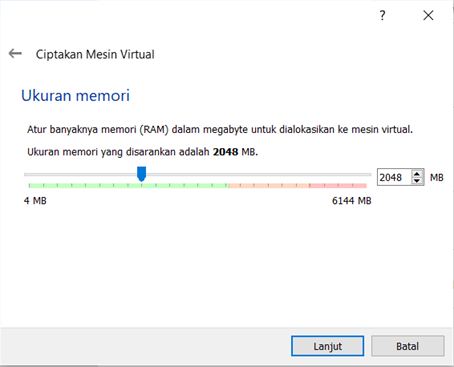 ?
Ciptakan Mesin Virtual
Ukuran memori
Atur banyaknya memori (RAM) dalam megabyte untuk dialokasikan ke mesin virtual.
Ukuran memori yang disarankan adalah 2048 MB.
2048 MB
4 MB 6144 MB
Lanjut Batal